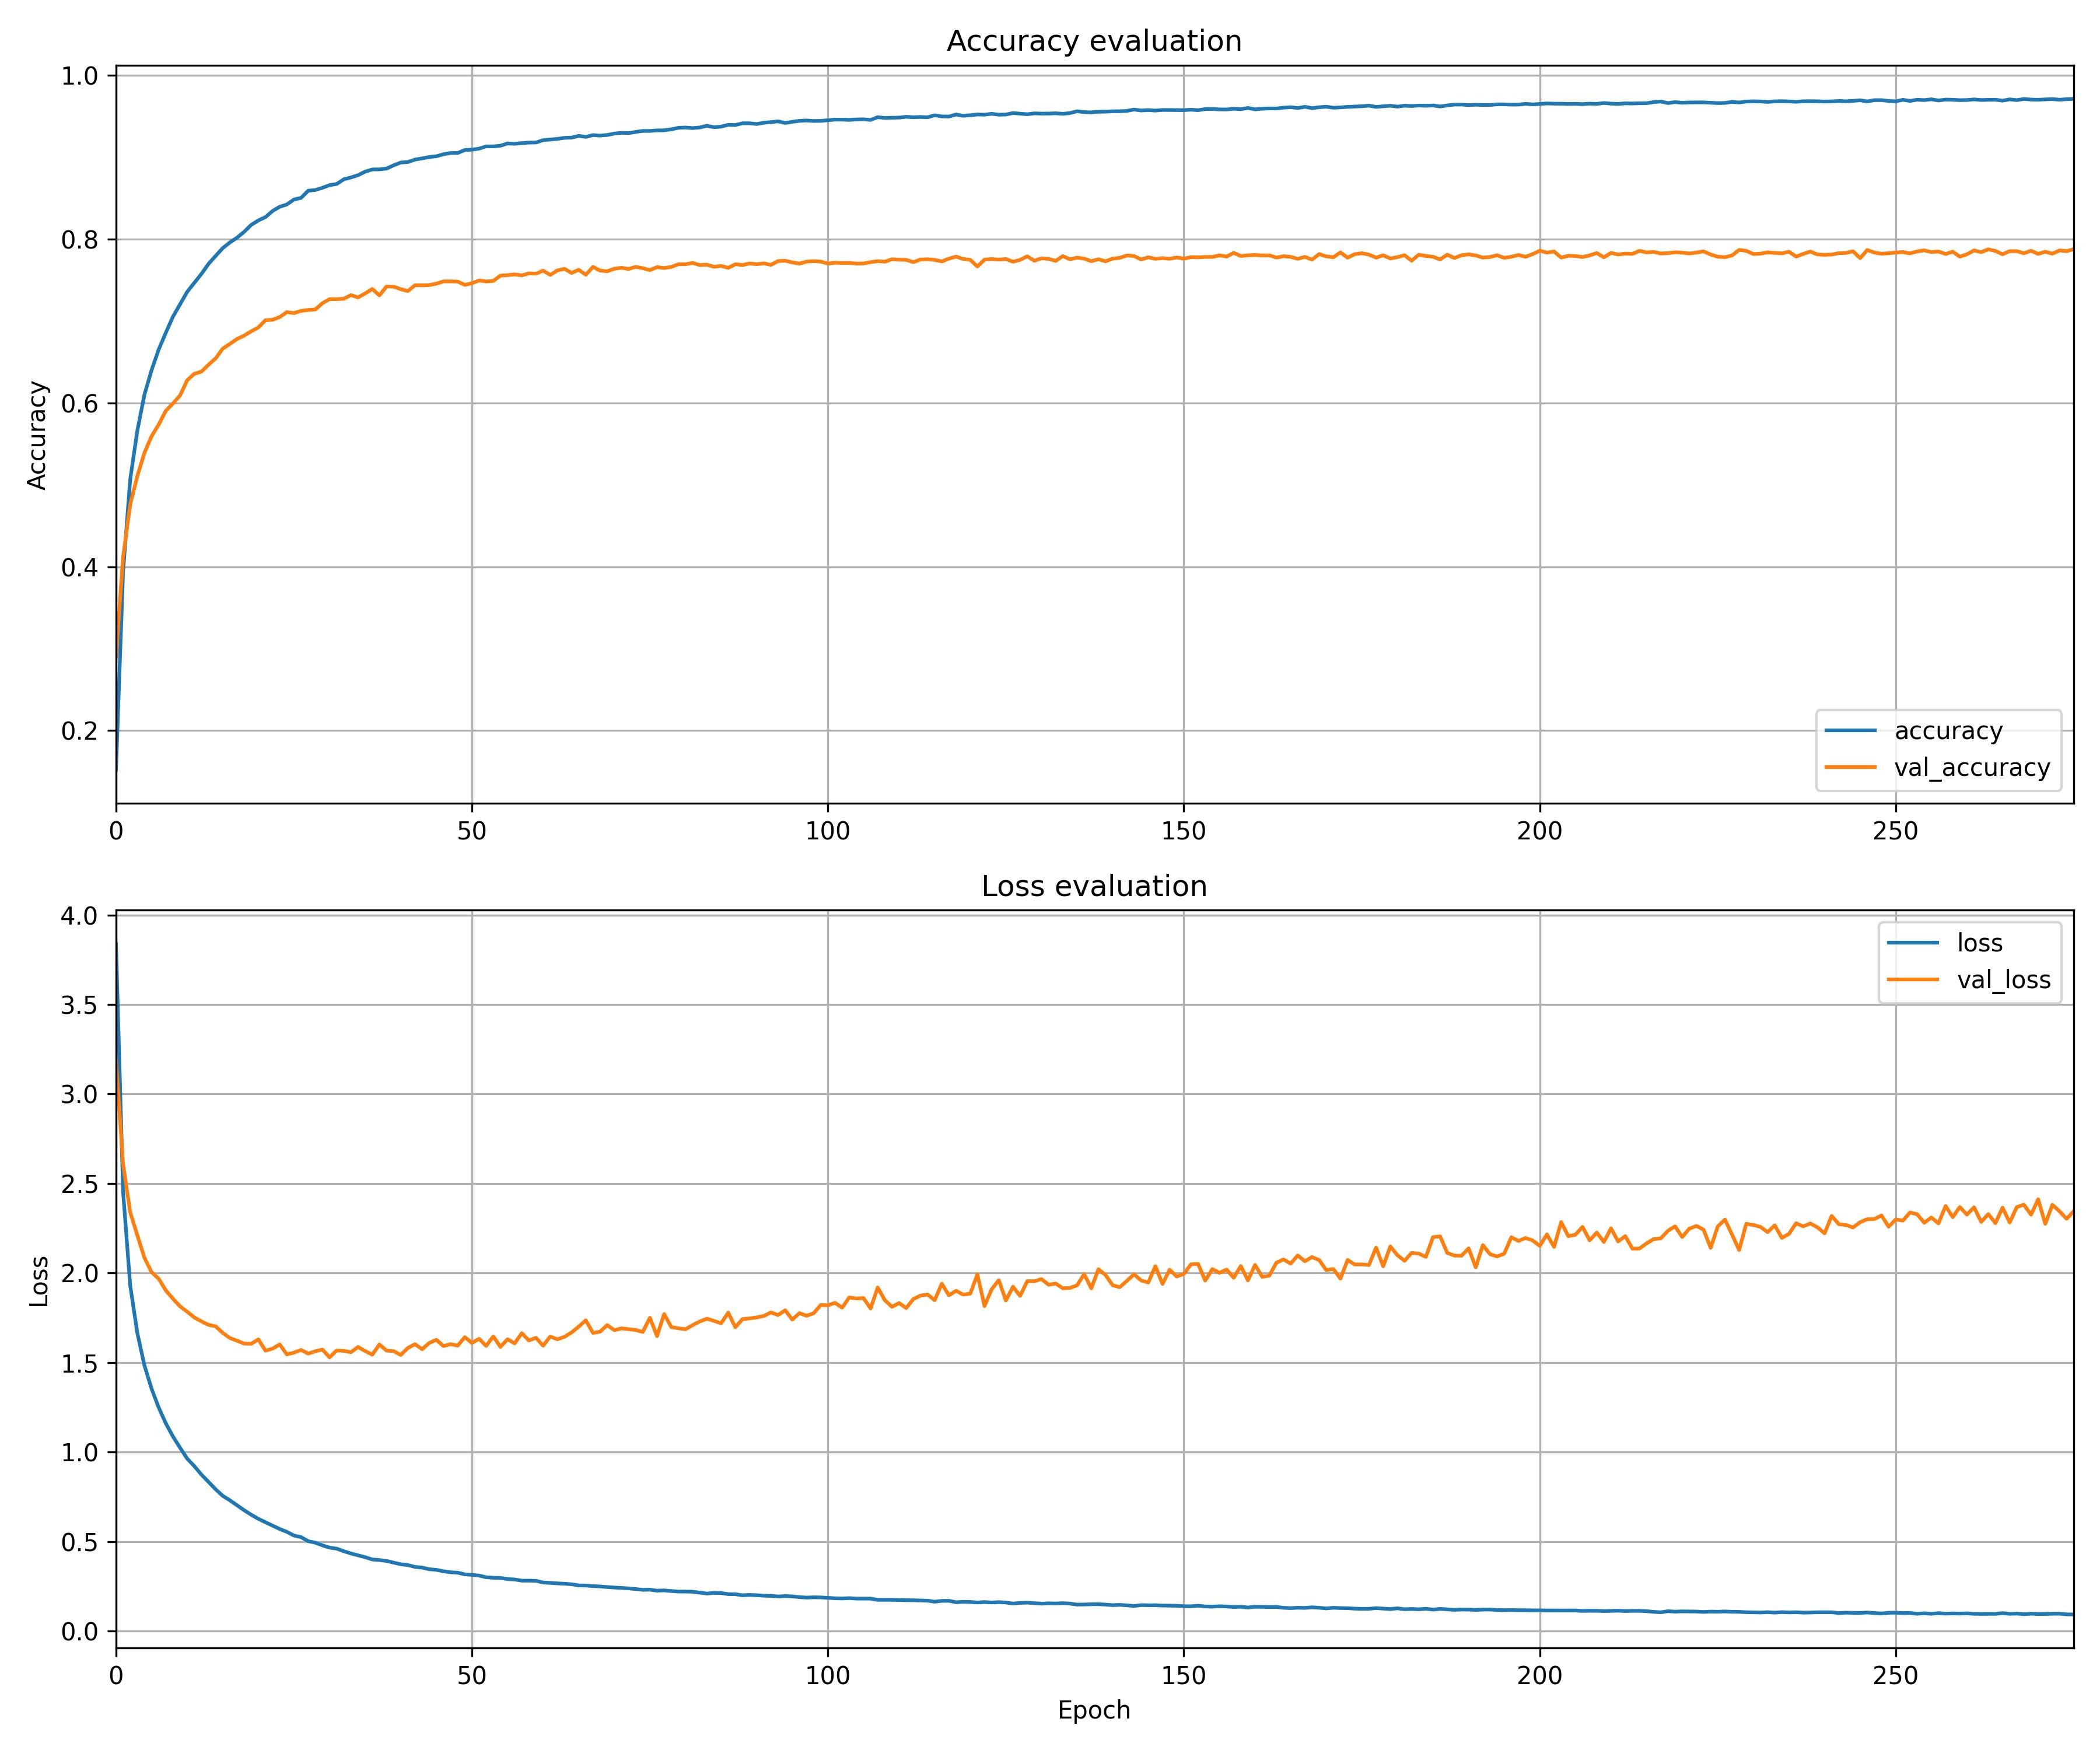 Accuracy evaluation
1.0
0.8
0.6
0.4
0.2
Accuracy
accuracy
val_accuracy
0 50 100 150 200 250
Loss evaluation
4.0
3.5
3.0
2.5
2.0
1.5
1.0
0.5
0.0
Loss
loss
val_loss
0 50 100 150 200 250
Epoch